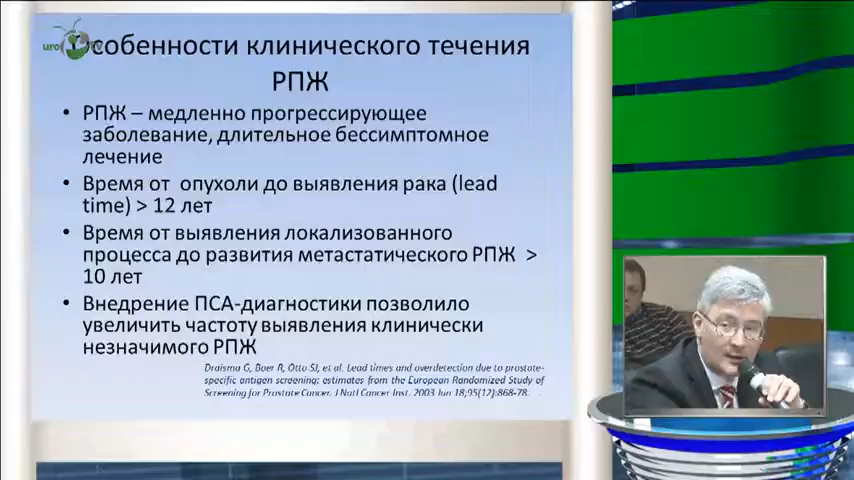 uro tv
собенности клинического течения
РПЖ
• РПЖ – медленно прогрессирующее
заболевание, длительное бессимптомное
лечение
• Время от опухоли до выявления рака (lead
time) > 12 лет
• Время от выявления локализованного
процесса до развития метастатического РПЖ >
10 лет
• Внедрение ПСА-диагностики позволило
увеличить частоту выявления клинически
незначимого РПЖ
Draisma G, Boer R, Otto SJ, et al. Lead times and overdetection due to prostate-
specific antigen screening: estimates from the European Randomized Study of
Screening for Prostate Cancer. J Natl Cancer Inst. 2003 Jun 18;95(12):868-78.